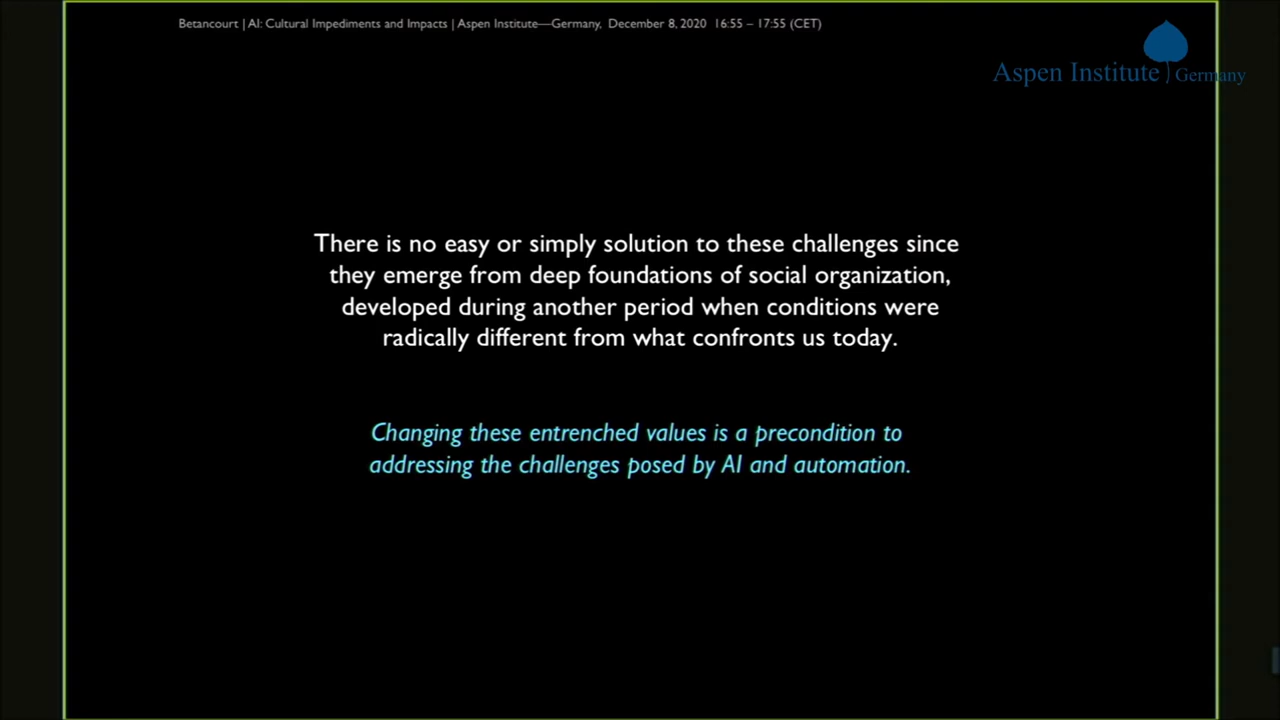 Betancourt | AI: Cultural Impediments and Impacts | Aspen Institute—Germany, December 8, 2020 16:55 – 17:55 (CET)
Aspen Institute Germany
There is no easy or simply solution to these challenges since
they emerge from deep foundations of social organization,
developed during another period when conditions were
radically different from what confronts us today.
Changing these entrenched values is a precondition to
addressing the challenges posed by AI and automation.